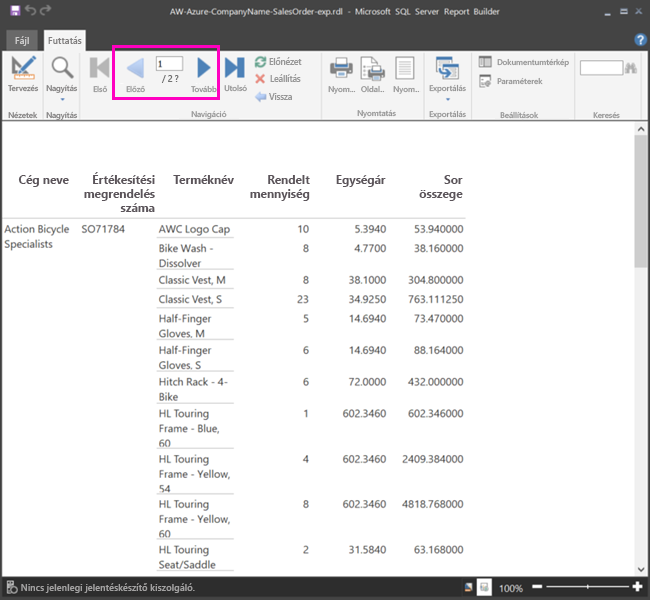 AW-Azure-CompanyName-SalesOrder-exp.rdl - Microsoft SQL Server Report Builder
Fájl Futtatás
1
/ 2 ?
Előnézet
Leállítás
Vissza
Dokumentumtérkép
Paraméterek
Tervezés Nagyítás Első Előző Tovább Utolsó Nyom... Oldal.. Nyom... Exportálás
Nézetek Nagyítás Navigáció Nyomtatás Exportálás Beállítások Keresés
Cég neve Értékesítési megrendelés száma Terméknév Rendelt mennyiség Egységár Sor összege
Action Bicycle Specialists SO71784 AWC Logo Cap 10 5.3940 53.940000
Bike Wash - Dissolver 8 4.7700 38.160000
Classic Vest, M 8 38.1000 304.800000
Classic Vest, S 23 34.9250 763.111250
Half-Finger Gloves, M 5 14.6940 73.470000
Half-Finger Gloves, S 6 14.6940 88.164000
Hitch Rack - 4-Bike 6 72.0000 432.000000
HL Touring Frame - Blue, 60 1 602.3460 602.346000
HL Touring Frame - Yellow, 54 4 602.3460 2409.384000
HL Touring Frame - Yellow, 60 8 602.3460 4818.768000
HL Touring Seat/Saddle 2 31.5840 63.168000
Nincs jelenlegi jelentéskészítő kiszolgáló.
100%